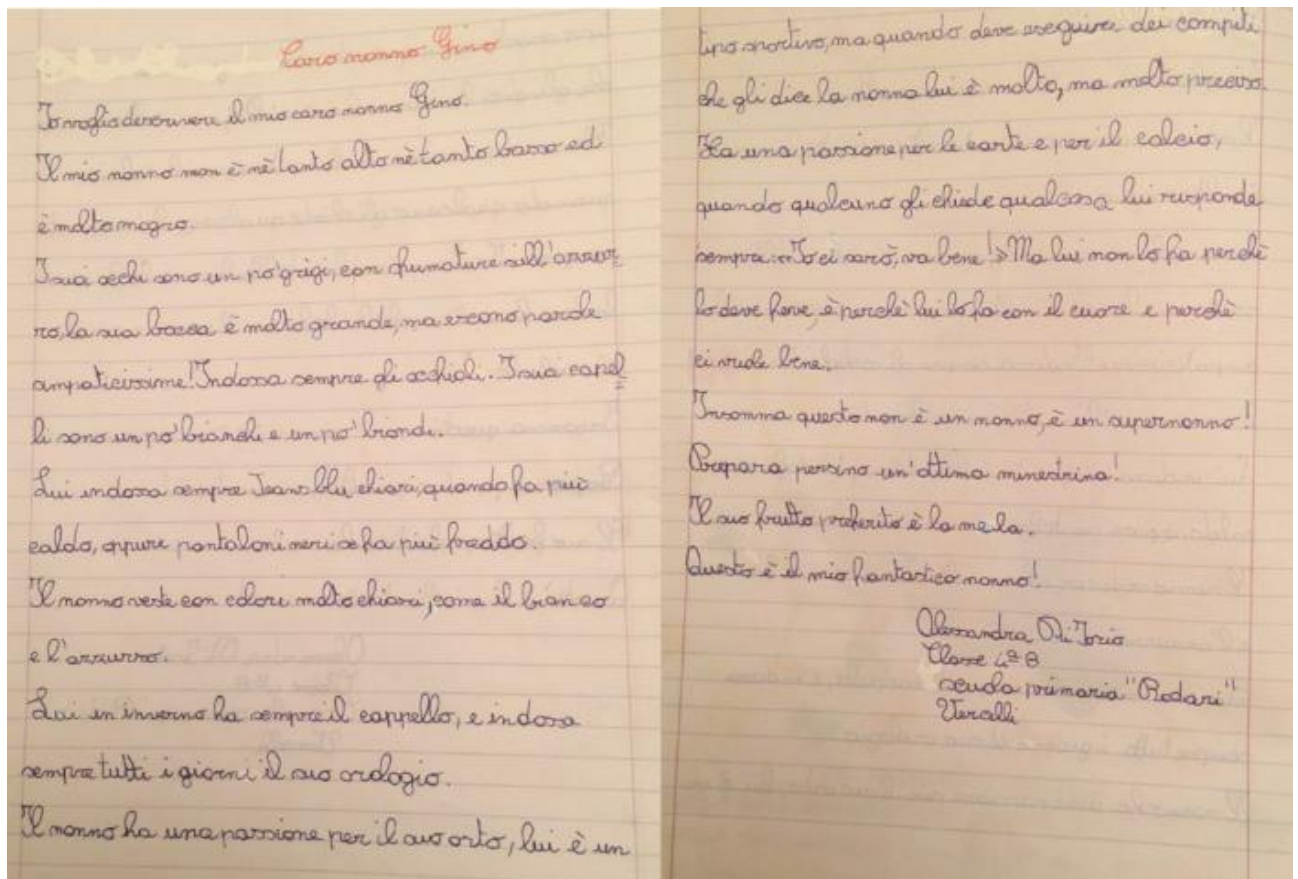 Caro nonno Gino
Io voglio descrivere il mio caro nonno Gino.
Il mio nonno non è nè tanto alto nè tanto basso ed
è molto magro.
I suoi occhi sono un po' grigi, con sfumature sull'azzur
ro, la sua bocca è molto grande, ma escono parole
simpaticissime! Indossa sempre gli occhiali. I suoi capel
li sono un po' bianchi e un po' biondi.
Lui indossa sempre Jeans blu chiari, quando fa più
caldo, oppure pantaloni neri se fa più freddo.
Il nonno veste con colori molto chiari, come il bianco
e l'azzurro.
Lui in inverno ha sempre il cappello, e indossa
sempre tutti i giorni il suo orologio.
Il nonno ha una passione per il suo orto, lui è un
tipo sportivo, ma quando deve eseguire dei compiti
che gli dice la nonna lui è molto, ma molto preciso.
Ha una passione per le carte e per il calcio,
quando qualcuno gli chiede qualcosa lui risponde
sempre: «Io ci sarò, va bene!» Ma lui non lo fa perchè
lo deve fare, è perchè lui lo fa con il cuore e perchè
ci vuole bene.
Insomma questo non è un nonno, è un supernonno!
Prepara persino un'ottima minestrina!
Il suo frutto preferito è la mela.
Questo è il mio fantastico nonno!
Alessandra Di Iorio
Classe 4ª B
scuola primaria "Rodari"